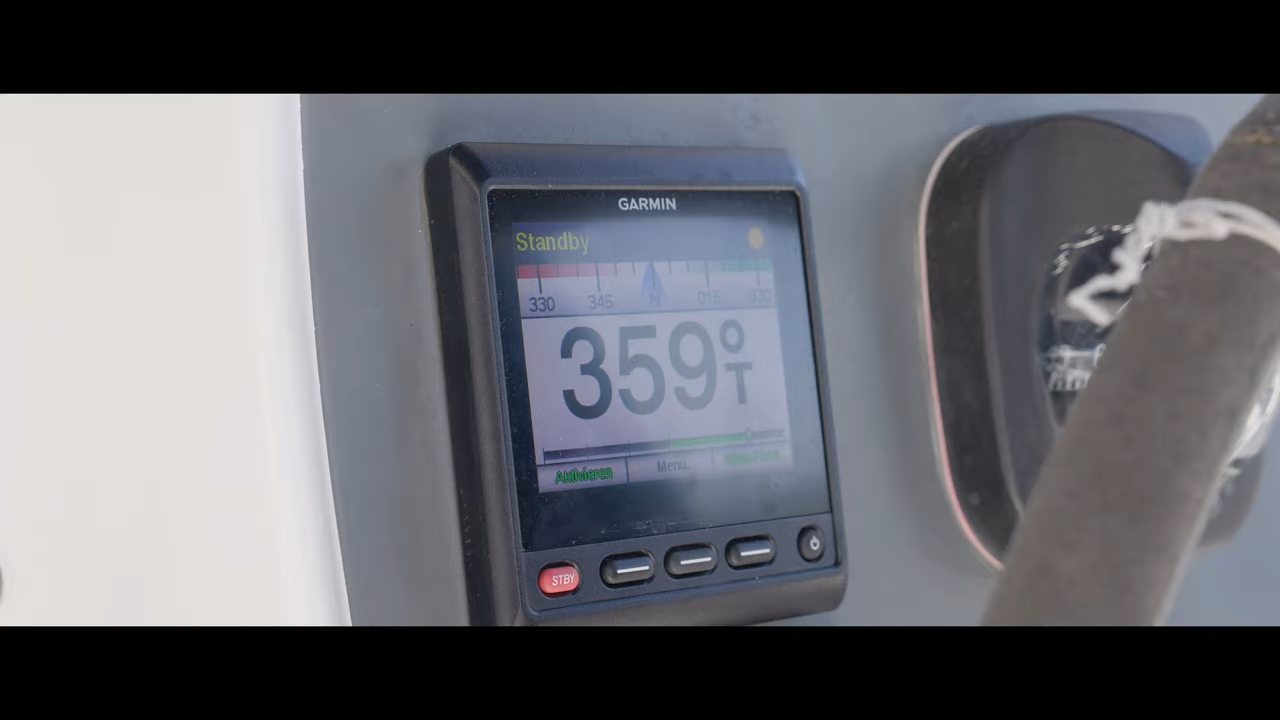 GARMIN
Standby
330 345 N 015 030
359°T
Aktivieren Menü
STBY